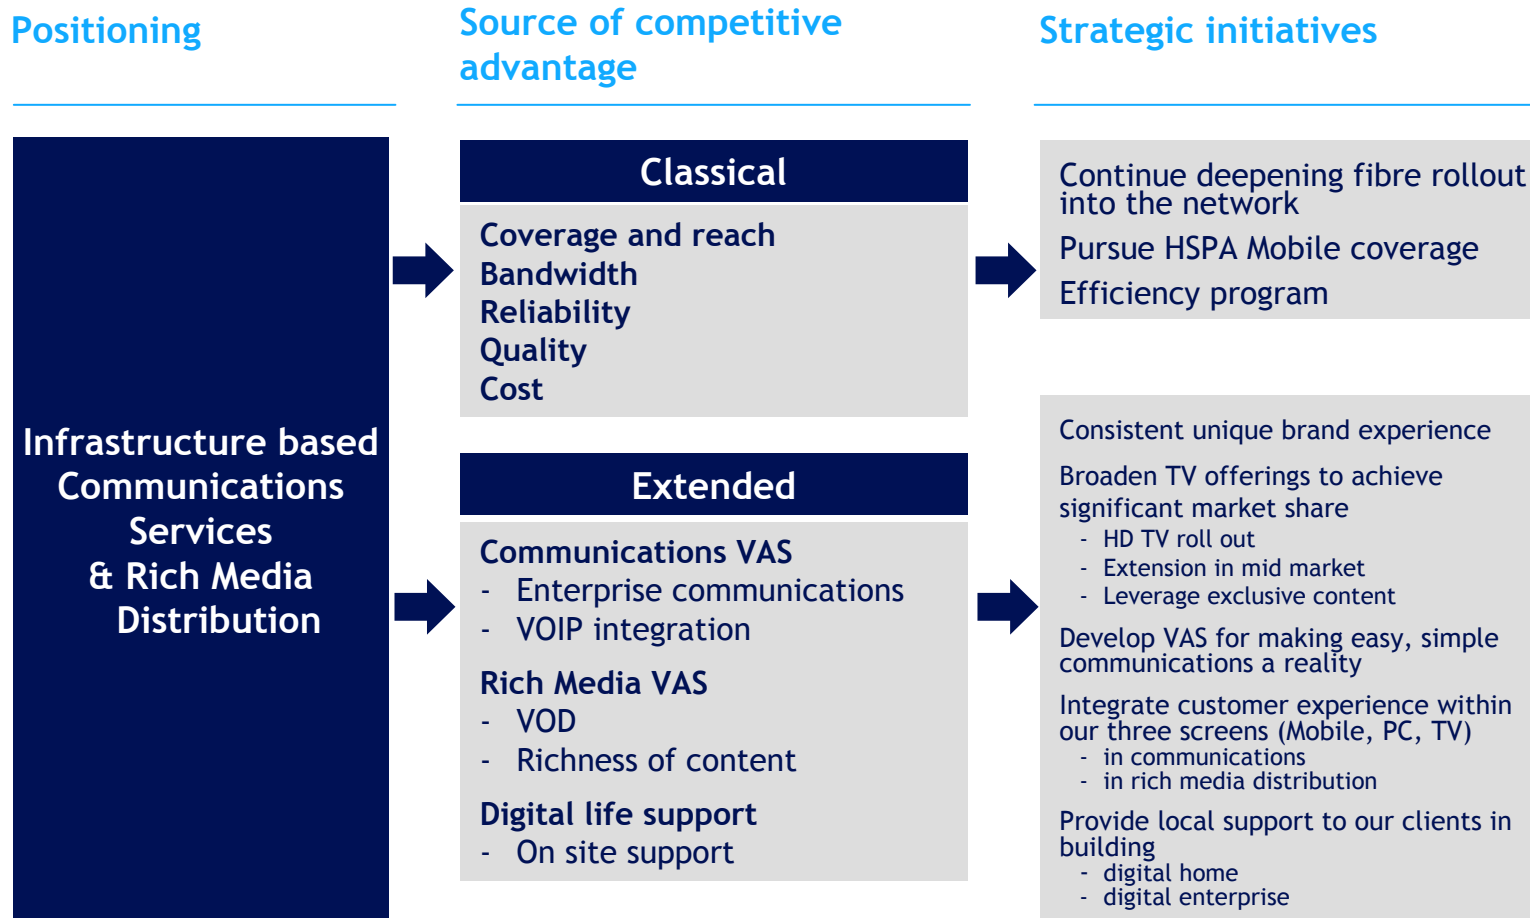 Positioning
Source of competitive
advantage
Strategic initiatives
Infrastructure based
Communications
Services
& Rich Media
Distribution
Classical
Coverage and reach
Bandwidth
Reliability
Quality
Cost
Extended
Communications VAS
- Enterprise communications
- VOIP integration
Rich Media VAS
- VOD
- Richness of content
Digital life support
- On site support
Continue deepening fibre rollout
into the network
Pursue HSPA Mobile coverage
Efficiency program
Consistent unique brand experience
Broaden TV offerings to achieve
significant market share
- HD TV roll out
- Extension in mid market
- Leverage exclusive content
Develop VAS for making easy, simple
communications a reality
Integrate customer experience within
our three screens (Mobile, PC, TV)
- in communications
- in rich media distribution
Provide local support to our clients in
building
- digital home
- digital enterprise